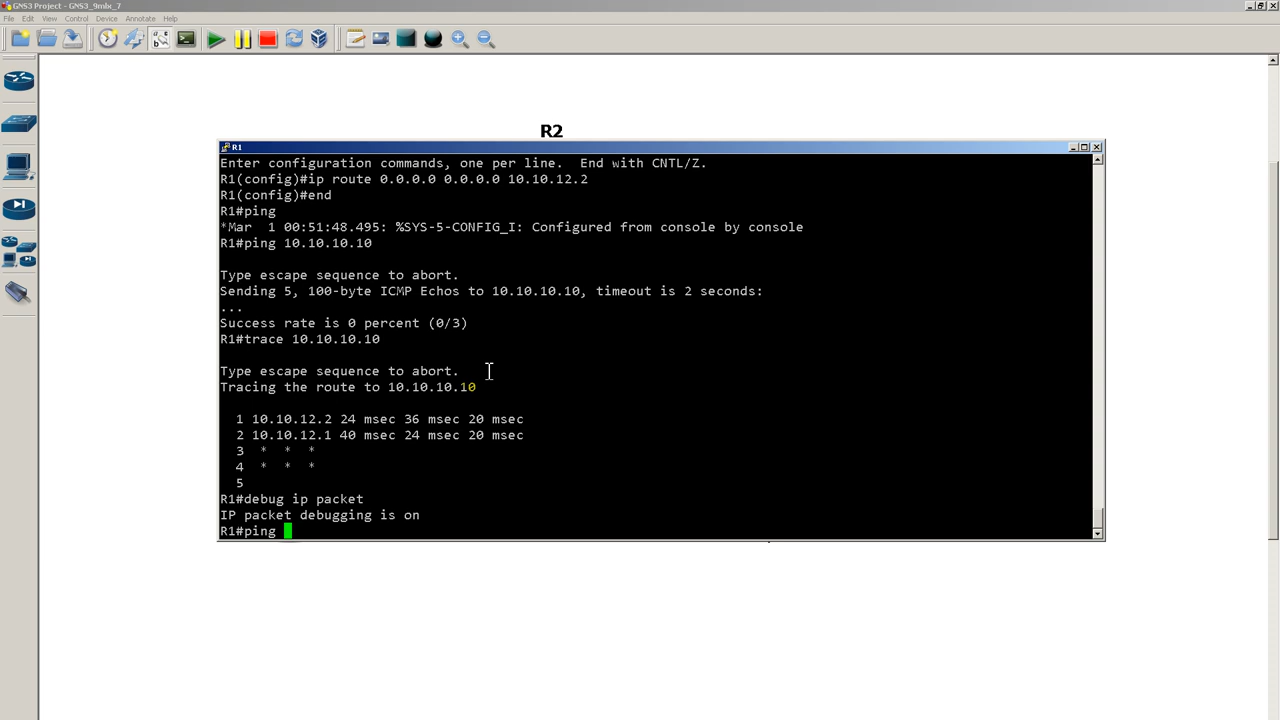 GNS3 Project - GNS3_9mlx_7
File Edit View Control Device Annotate Help
R2
R1
Enter configuration commands, one per line.  End with CNTL/Z.
R1(config)#ip route 0.0.0.0 0.0.0.0 10.10.12.2
R1(config)#end
R1#ping
*Mar  1 00:51:48.495: %SYS-5-CONFIG_I: Configured from console by console
R1#ping 10.10.10.10
Type escape sequence to abort.
Sending 5, 100-byte ICMP Echos to 10.10.10.10, timeout is 2 seconds:
...
Success rate is 0 percent (0/3)
R1#trace 10.10.10.10
Type escape sequence to abort.
Tracing the route to 10.10.10.10
1 10.10.12.2 24 msec 36 msec 20 msec
2 10.10.12.1 40 msec 24 msec 20 msec
3  *  *  *
4  *  *  *
5
R1#debug ip packet
IP packet debugging is on
R1#ping